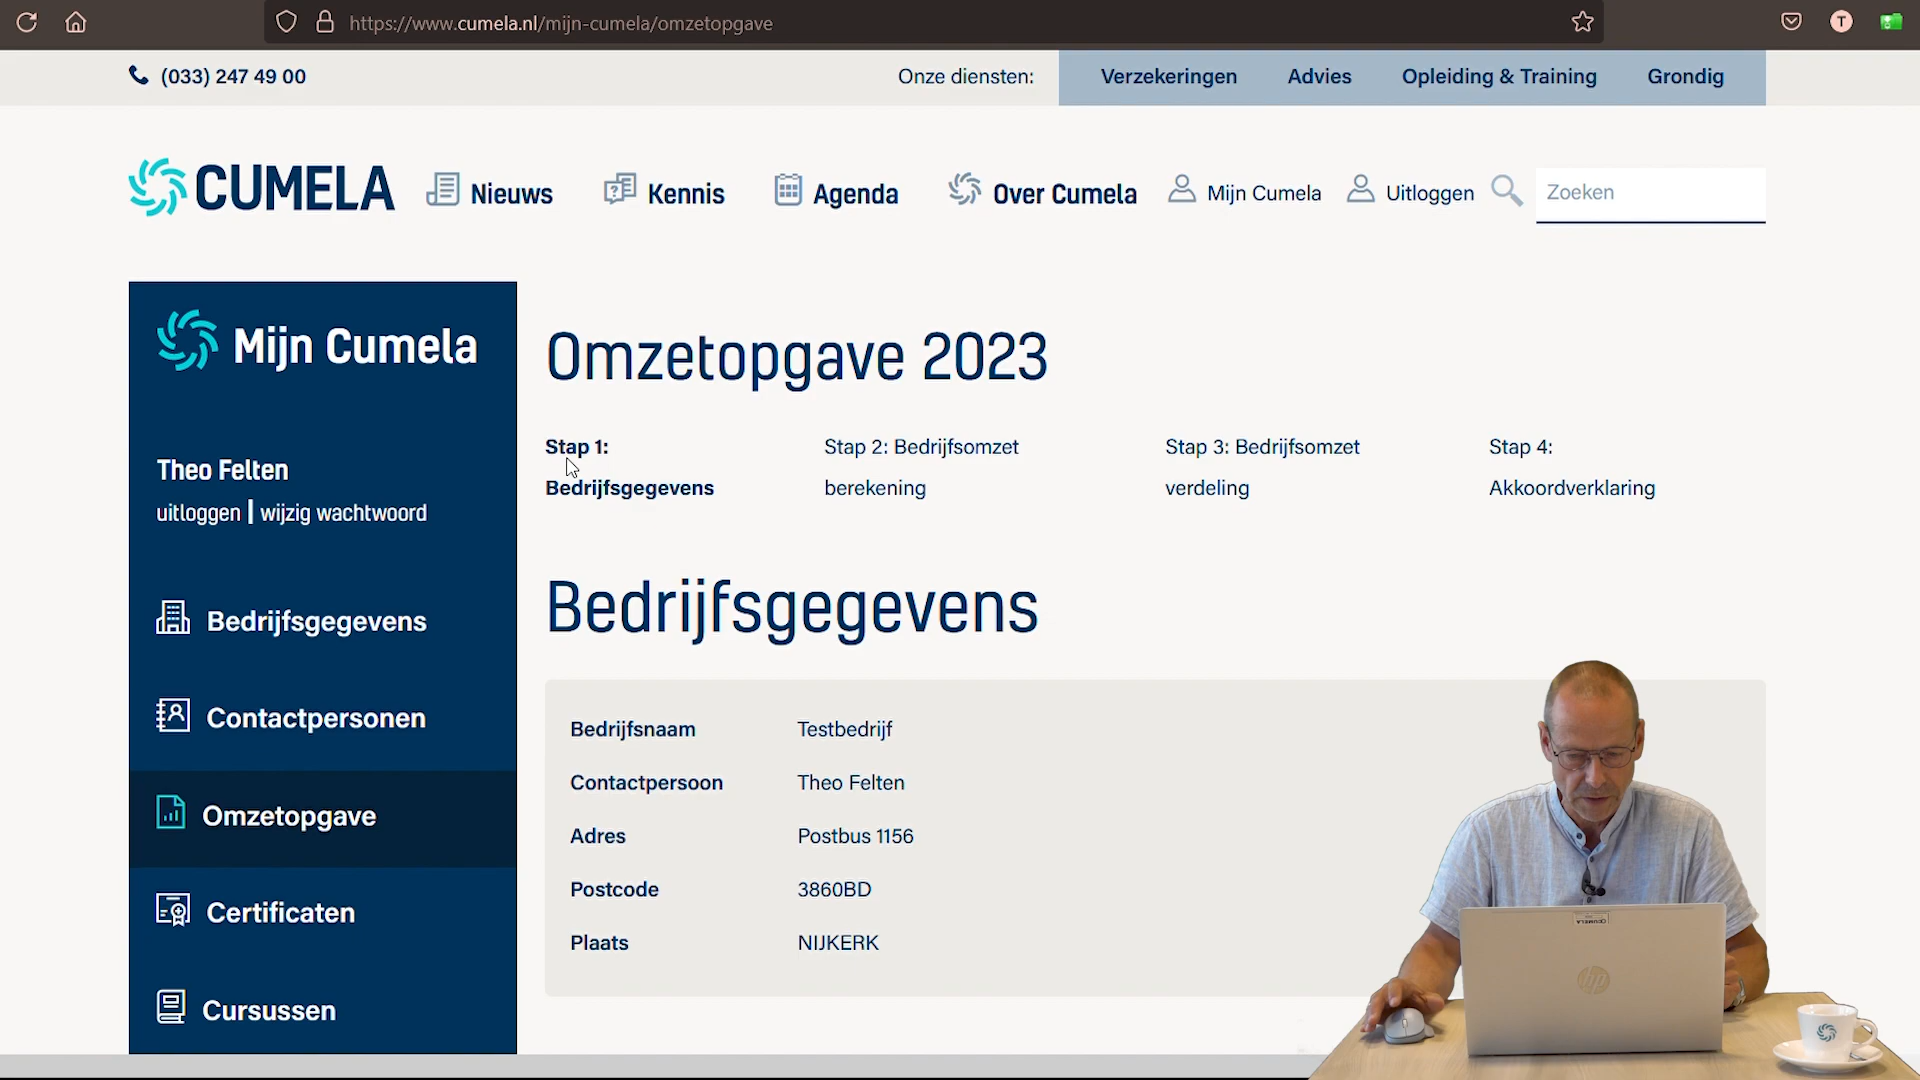 https://www.cumela.nl/mijn-cumela/omzetopgave
T
(033) 247 49 00
Onze diensten:
Verzekeringen
Advies
Opleiding & Training
Grondig
CUMELA
Nieuws
Kennis
Agenda
Over Cumela
Mijn Cumela
Uitloggen
Zoeken
Mijn Cumela
Theo Felten
uitloggen | wijzig wachtwoord
Bedrijfsgegevens
Contactpersonen
Omzetopgave
Certificaten
Cursussen
Omzetopgave 2023
Stap 1:
Bedrijfsgegevens
Stap 2: Bedrijfsomzet
berekening
Stap 3: Bedrijfsomzet
verdeling
Stap 4:
Akkoordverklaring
Bedrijfsgegevens
Bedrijfsnaam Testbedrijf
Contactpersoon Theo Felten
Adres Postbus 1156
Postcode 3860BD
Plaats NIJKERK
hp